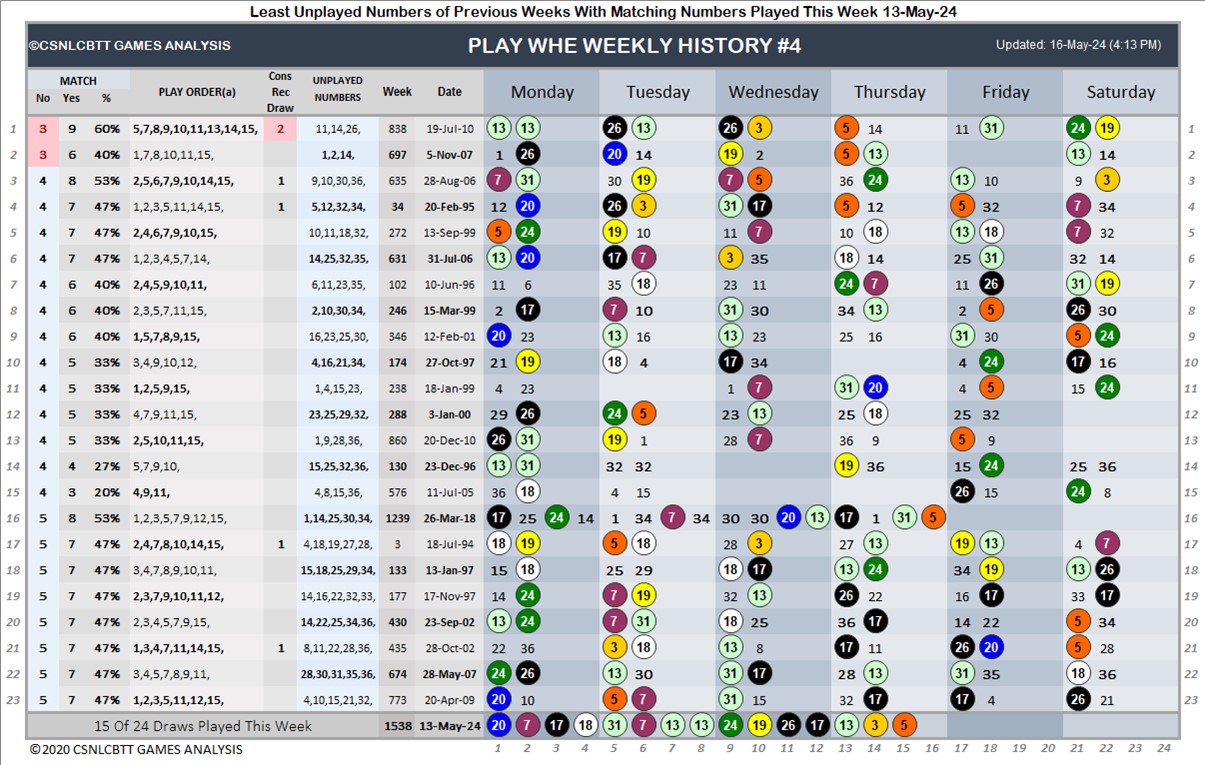 Least Unplayed Numbers of Previous Weeks With Matching Numbers Played This Week 13-May-24
©CSNLCBTT GAMES ANALYSIS PLAY WHE WEEKLY HISTORY #4 Updated: 16-May-24 (4:13 PM)
MATCH No Yes % PLAY ORDER(a) Cons Rec Draw UNPLAYED NUMBERS Week Date Monday Tuesday Wednesday Thursday Friday Saturday
1 3 9 60% 5,7,8,9,10,11,13,14,15, 2 11,14,26, 838 19-Jul-10 13 13 26 13 26 3 5 14 11 31 24 19 1
2 3 6 40% 1,7,8,10,11,15, 1,2,14, 697 5-Nov-07 1 26 20 14 19 2 5 13 13 14 2
3 4 8 53% 2,5,6,7,9,10,14,15, 1 9,10,30,36, 635 28-Aug-06 7 31 30 19 7 5 36 24 13 10 9 3 3
4 4 7 47% 1,2,3,5,11,14,15, 1 5,12,32,34, 34 20-Feb-95 12 20 26 3 31 17 5 12 5 32 7 34 4
5 4 7 47% 2,4,6,7,9,10,15, 10,11,18,32, 272 13-Sep-99 5 24 19 10 11 7 10 18 13 18 7 32 5
6 4 7 47% 1,2,3,4,5,7,14, 14,25,32,35, 631 31-Jul-06 13 20 17 7 3 35 18 14 25 31 32 14 6
7 4 6 40% 2,4,5,9,10,11, 6,11,23,35, 102 10-Jun-96 11 6 35 18 23 11 24 7 11 26 31 19 7
8 4 6 40% 2,3,5,7,11,15, 2,10,30,34, 246 15-Mar-99 2 17 7 10 31 30 34 13 2 5 26 30 8
9 4 6 40% 1,5,7,8,9,15, 16,23,25,30, 346 12-Feb-01 20 23 13 16 13 23 25 16 31 30 5 24 9
10 4 5 33% 3,4,9,10,12, 4,16,21,34, 174 27-Oct-97 21 19 18 4 17 34 4 24 17 16 10
11 4 5 33% 1,2,5,9,15, 1,4,15,23, 238 18-Jan-99 4 23 1 7 31 20 4 5 15 24 11
12 4 5 33% 4,7,9,11,15, 23,25,29,32, 288 3-Jan-00 29 26 24 5 23 13 25 18 25 32 12
13 4 5 33% 2,5,10,11,15, 1,9,28,36, 860 20-Dec-10 26 31 19 1 28 7 36 9 5 9 13
14 4 4 27% 5,7,9,10, 15,25,32,36, 130 23-Dec-96 13 31 32 32 19 36 15 24 25 36 14
15 4 3 20% 4,9,11, 4,8,15,36, 576 11-Jul-05 36 18 4 15 26 15 24 8 15
16 5 8 53% 1,2,3,5,7,9,12,15, 1,14,25,30,34, 1239 26-Mar-18 17 25 24 14 1 34 7 34 30 30 20 13 17 1 31 5 16
17 5 7 47% 2,4,7,8,10,14,15, 1 4,18,19,27,28, 3 18-Jul-94 18 19 5 18 28 3 27 13 19 13 4 7 17
18 5 7 47% 3,4,7,8,9,10,11, 15,18,25,29,34, 133 13-Jan-97 15 18 25 29 18 17 13 24 34 19 13 26 18
19 5 7 47% 2,3,7,9,10,11,12, 14,16,22,32,33, 177 17-Nov-97 14 24 7 19 32 13 26 22 16 17 33 17 19
20 5 7 47% 2,3,4,5,7,9,15, 14,22,25,34,36, 430 23-Sep-02 13 24 7 31 18 25 36 17 14 22 5 34 20
21 5 7 47% 1,3,4,7,11,14,15, 8,11,22,28,36, 435 28-Oct-02 22 36 3 18 13 8 17 11 26 20 5 28 21
22 5 7 47% 3,4,5,7,8,9,11, 28,30,31,35,36, 674 28-May-07 24 26 13 30 31 17 28 13 31 35 18 36 22
23 5 7 47% 1,2,3,5,11,12,15, 4,10,15,21,32, 773 20-Apr-09 20 10 5 7 31 15 32 17 17 4 26 21 23
15 Of 24 Draws Played This Week 1538 13-May-24 20 7 17 18 31 7 13 13 24 19 26 17 13 3 5
© 2020 CSNLCBTT GAMES ANALYSIS 1 2 3 4 5 6 7 8 9 10 11 12 13 14 15 16 17 18 19 20 21 22 23 24